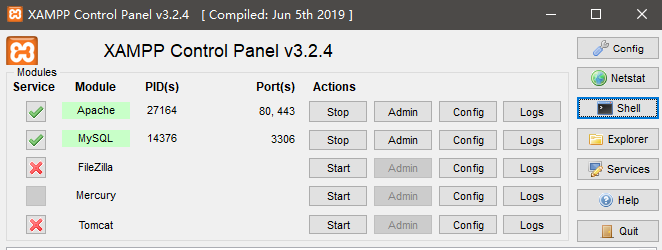 XAMPP Control Panel v3.2.4 [ Compiled: Jun 5th 2019 ]
XAMPP Control Panel v3.2.4
Config
Modules
Service Module PID(s) Port(s) Actions
Netstat
Apache 27164 80, 443 Stop Admin Config Logs
Shell
MySQL 14376 3306 Stop Admin Config Logs
Explorer
FileZilla Start Admin Config Logs
Services
Mercury Start Admin Config Logs
Help
Tomcat Start Admin Config Logs
Quit